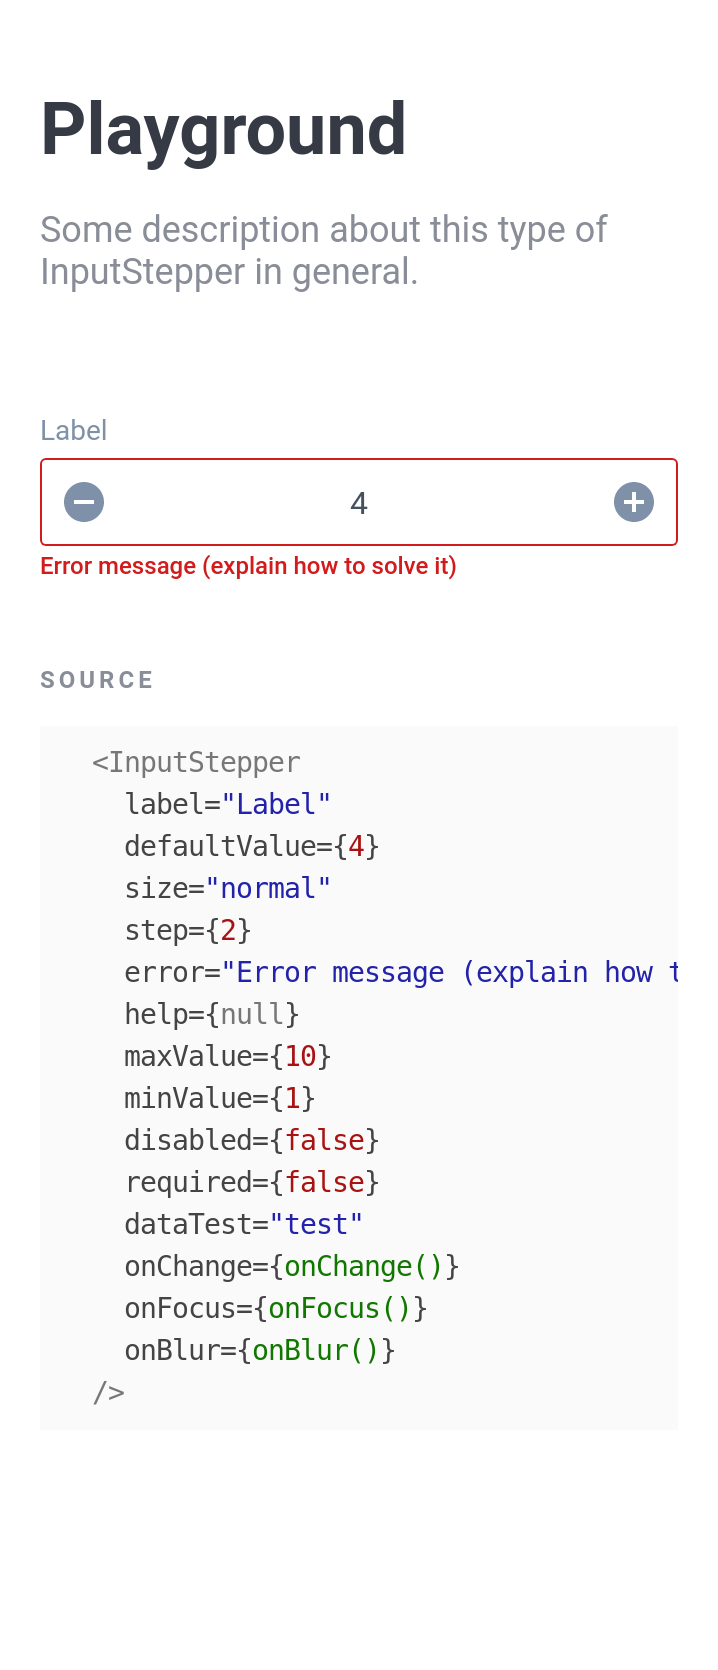 Playground
Some description about this type of
InputStepper in general.
Label
4
Error message (explain how to solve it)
SOURCE
<InputStepper
label="Label"
defaultValue={4}
size="normal"
step={2}
error="Error message (explain how
help={null}
maxValue={10}
minValue={1}
disabled={false}
required={false}
dataTest="test"
onChange={onChange()}
onFocus={onFocus()}
onBlur={onBlur()}
/>